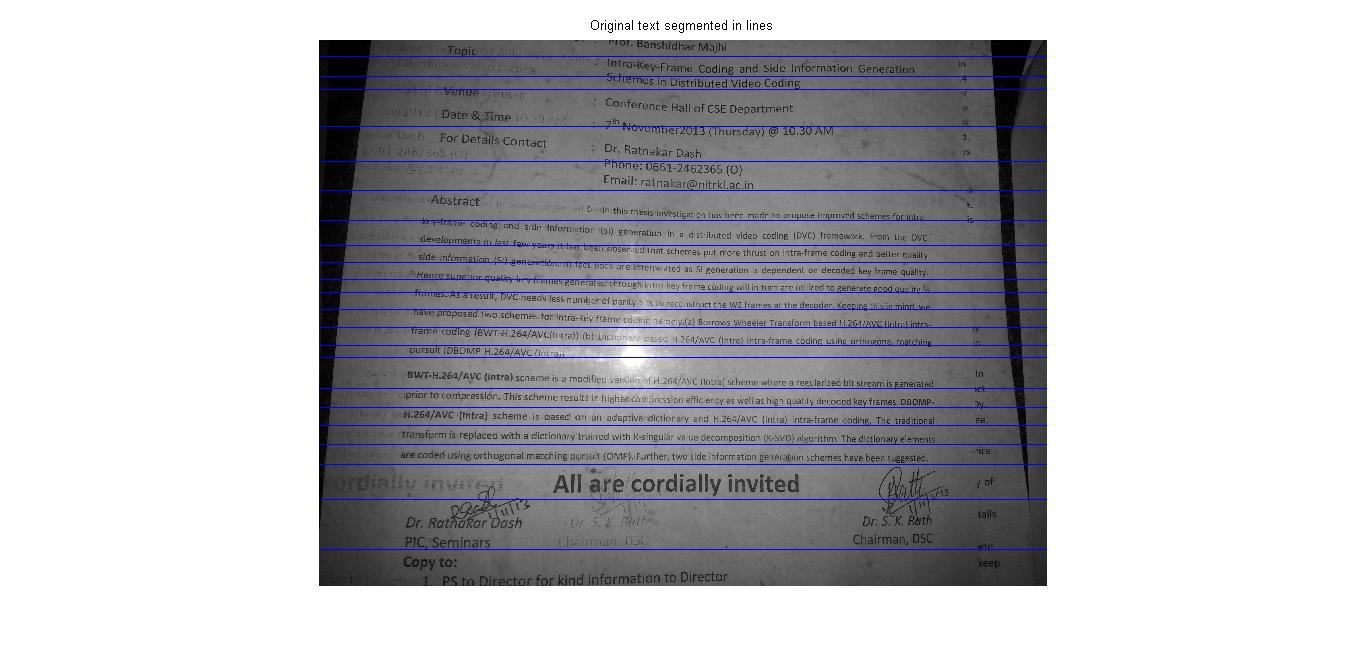 Original text segmented in lines
Prof. Banshidhar Majhi
Topic : Intra-Key-Frame Coding and Side Information Generation
Schemes in Distributed Video Coding
Venue : Conference Hall of CSE Department
Date & Time : 7th November2013 (Thursday) @ 10.30 AM
For Details Contact : Dr. Ratnakar Dash
Phone: 0661-2462365 (O)
Email: ratnakar@nitrkl.ac.in
Abstract
this thesis investigation has been made to propose improved schemes for intra-
key-frame coding and side information (SI) generation in a distributed video coding (DVC) framework. From the DVC
developments in last few years it has been observed that schemes put more thrust on intra-frame coding and better quality
side information (SI) generation. In fact both are interrelated as SI generation is dependent on decoded key frame quality.
Hence superior quality key frames generated through intra-key frame coding will in turn are utilized to generate good quality SI
frames. As a result, DVC needs less number of parity bits to reconstruct the WZ frames at the decoder. Keeping this in mind, we
have proposed two schemes for intra-key frame coding namely,(a) Borrows Wheeler Transform based H.264/AVC (Intra) intra-
frame coding (BWT-H.264/AVC(Intra)) (b) Dictionary based H.264/AVC (Intra) intra-frame coding using orthogonal matching
pursuit (DBOMP H.264/AVC (Intra))
BWT-H.264/AVC (Intra) scheme is a modified version of H.264/AVC (Intra) scheme where a regularized bit stream is generated
prior to compression. This scheme results in higher compression efficiency as well as high quality decoded key frames. DBOMP-
H.264/AVC (Intra) scheme is based on an adaptive dictionary and H.264/AVC (Intra) intra-frame coding. The traditional
transform is replaced with a dictionary trained with K-singular value decomposition (K-SVD) algorithm. The dictionary elements
are coded using orthogonal matching pursuit (OMP). Further, two side information generation schemes have been suggested.
All are cordially invited
Dr. Ratnakar Dash
PIC, Seminars
Dr. S. K. Rath
Chairman, DSC
Copy to:
1. PS to Director for kind information to Director
y of
tails
keep